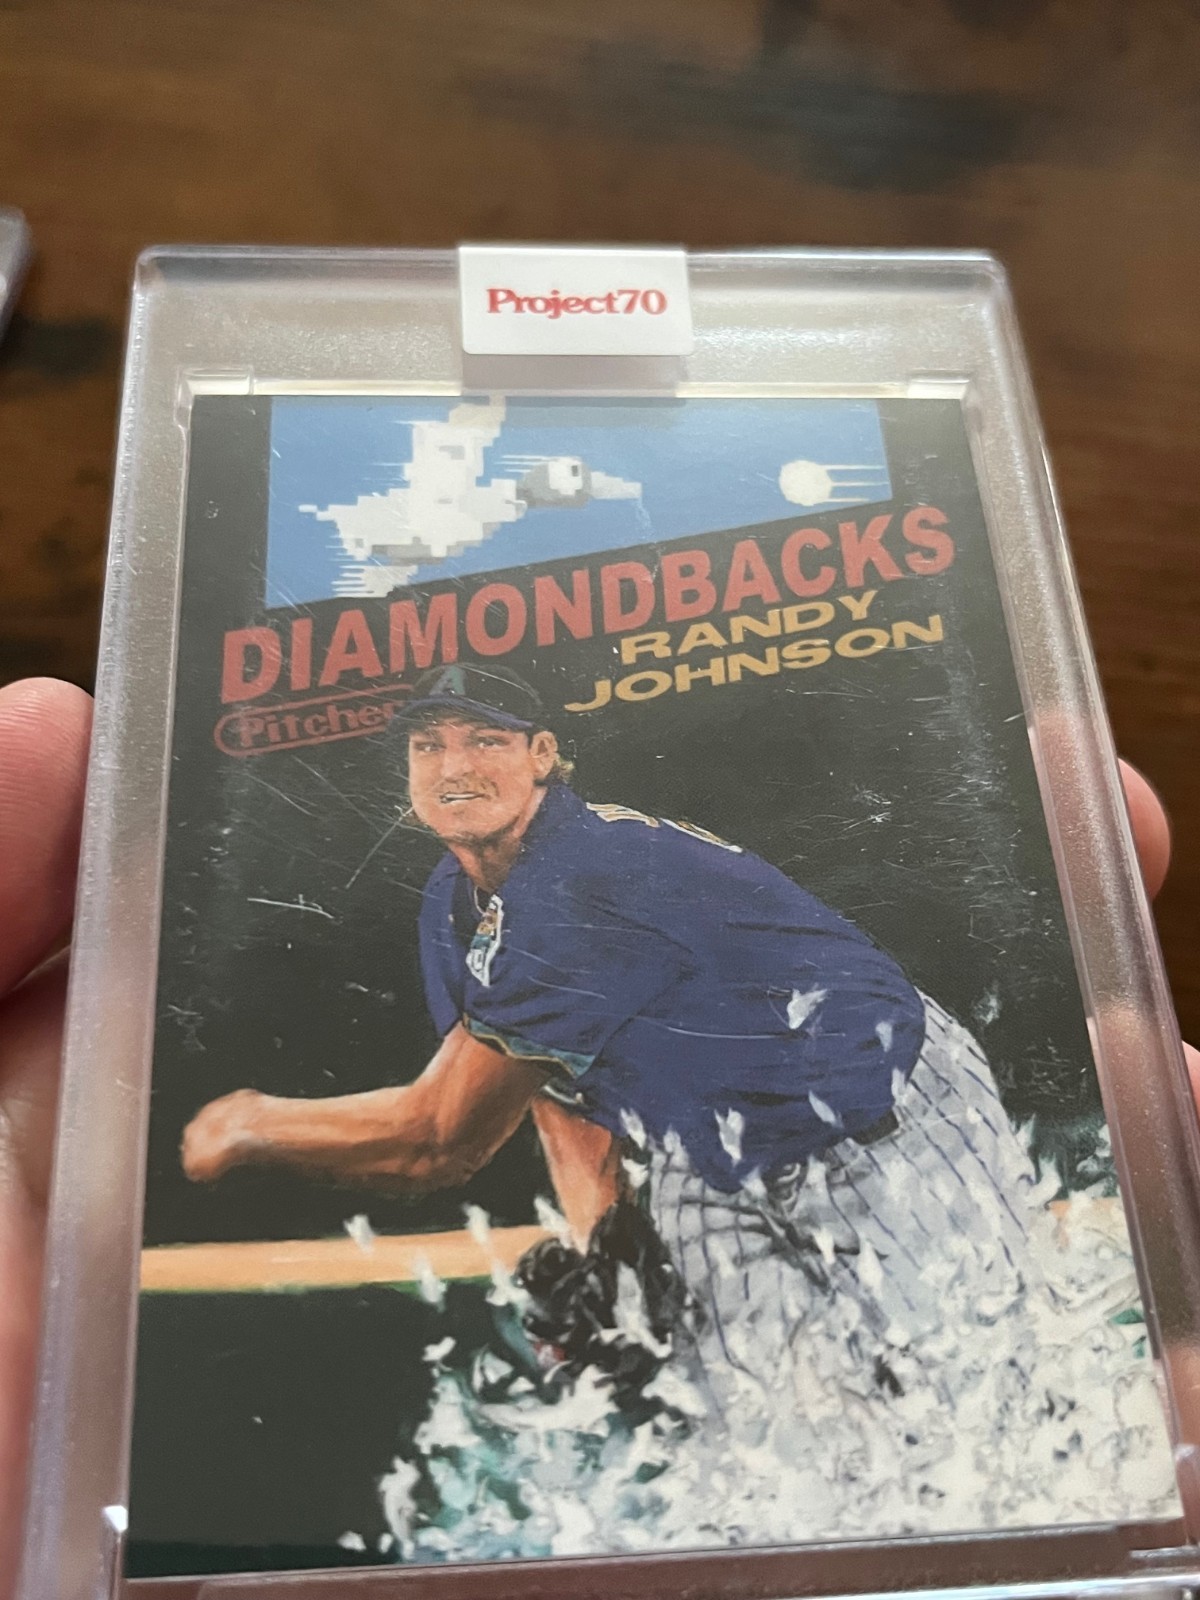 Project70
DIAMONDBACKS
RANDY
JOHNSON
Pitcher
A